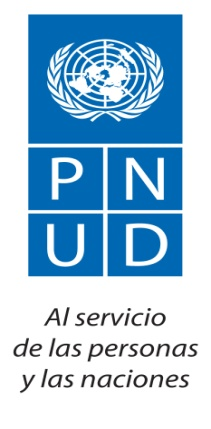 P N
U D
Al servicio
de las personas
y las naciones